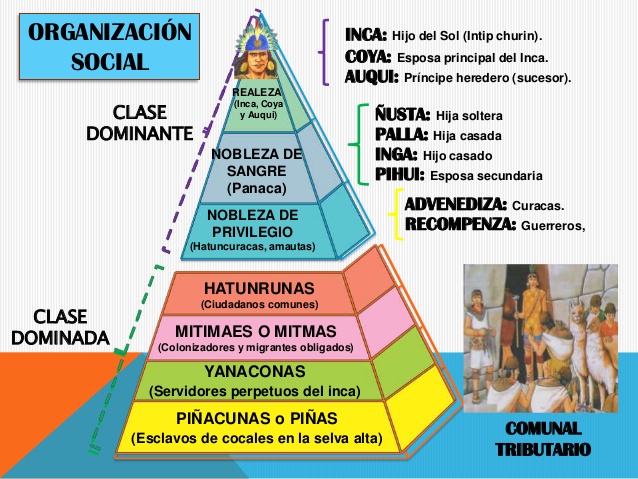 ORGANIZACIÓN
SOCIAL
INCA: Hijo del Sol (Intip churin).
COYA: Esposa principal del Inca.
AUQUI: Príncipe heredero (sucesor).
CLASE
DOMINANTE
REALEZA
(Inca, Coya
y Auqui)
ÑUSTA: Hija soltera
PALLA: Hija casada
INGA: Hijo casado
PIHUI: Esposa secundaria
NOBLEZA DE
SANGRE
(Panaca)
ADVENEDIZA: Curacas.
RECOMPENZA: Guerreros,
NOBLEZA DE
PRIVILEGIO
(Hatuncuracas, amautas)
CLASE
DOMINADA
HATUNRUNAS
(Ciudadanos comunes)
MITIMAES O MITMAS
(Colonizadores y migrantes obligados)
YANACONAS
(Servidores perpetuos del inca)
PIÑACUNAS o PIÑAS
(Esclavos de cocales en la selva alta)
COMUNAL
TRIBUTARIO